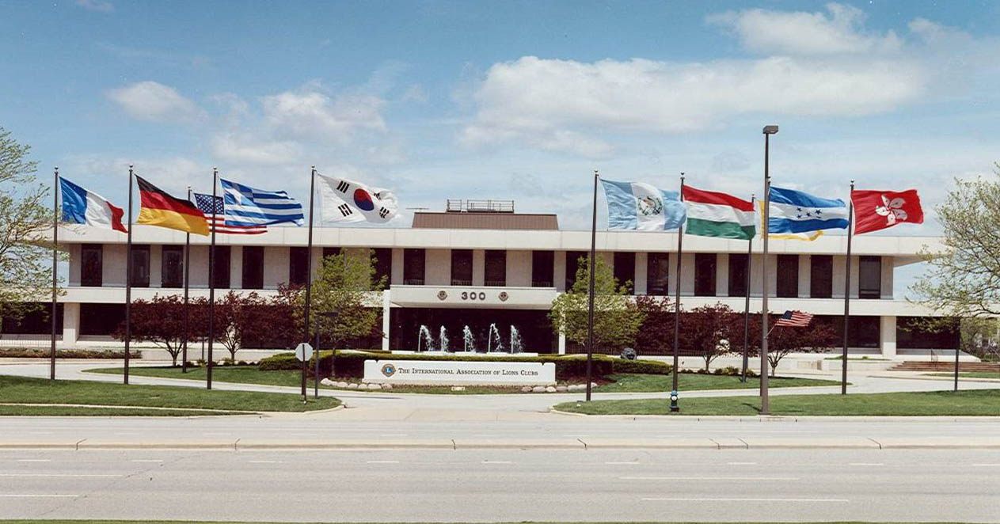 300
THE INTERNATIONAL ASSOCIATION OF LIONS CLUBS